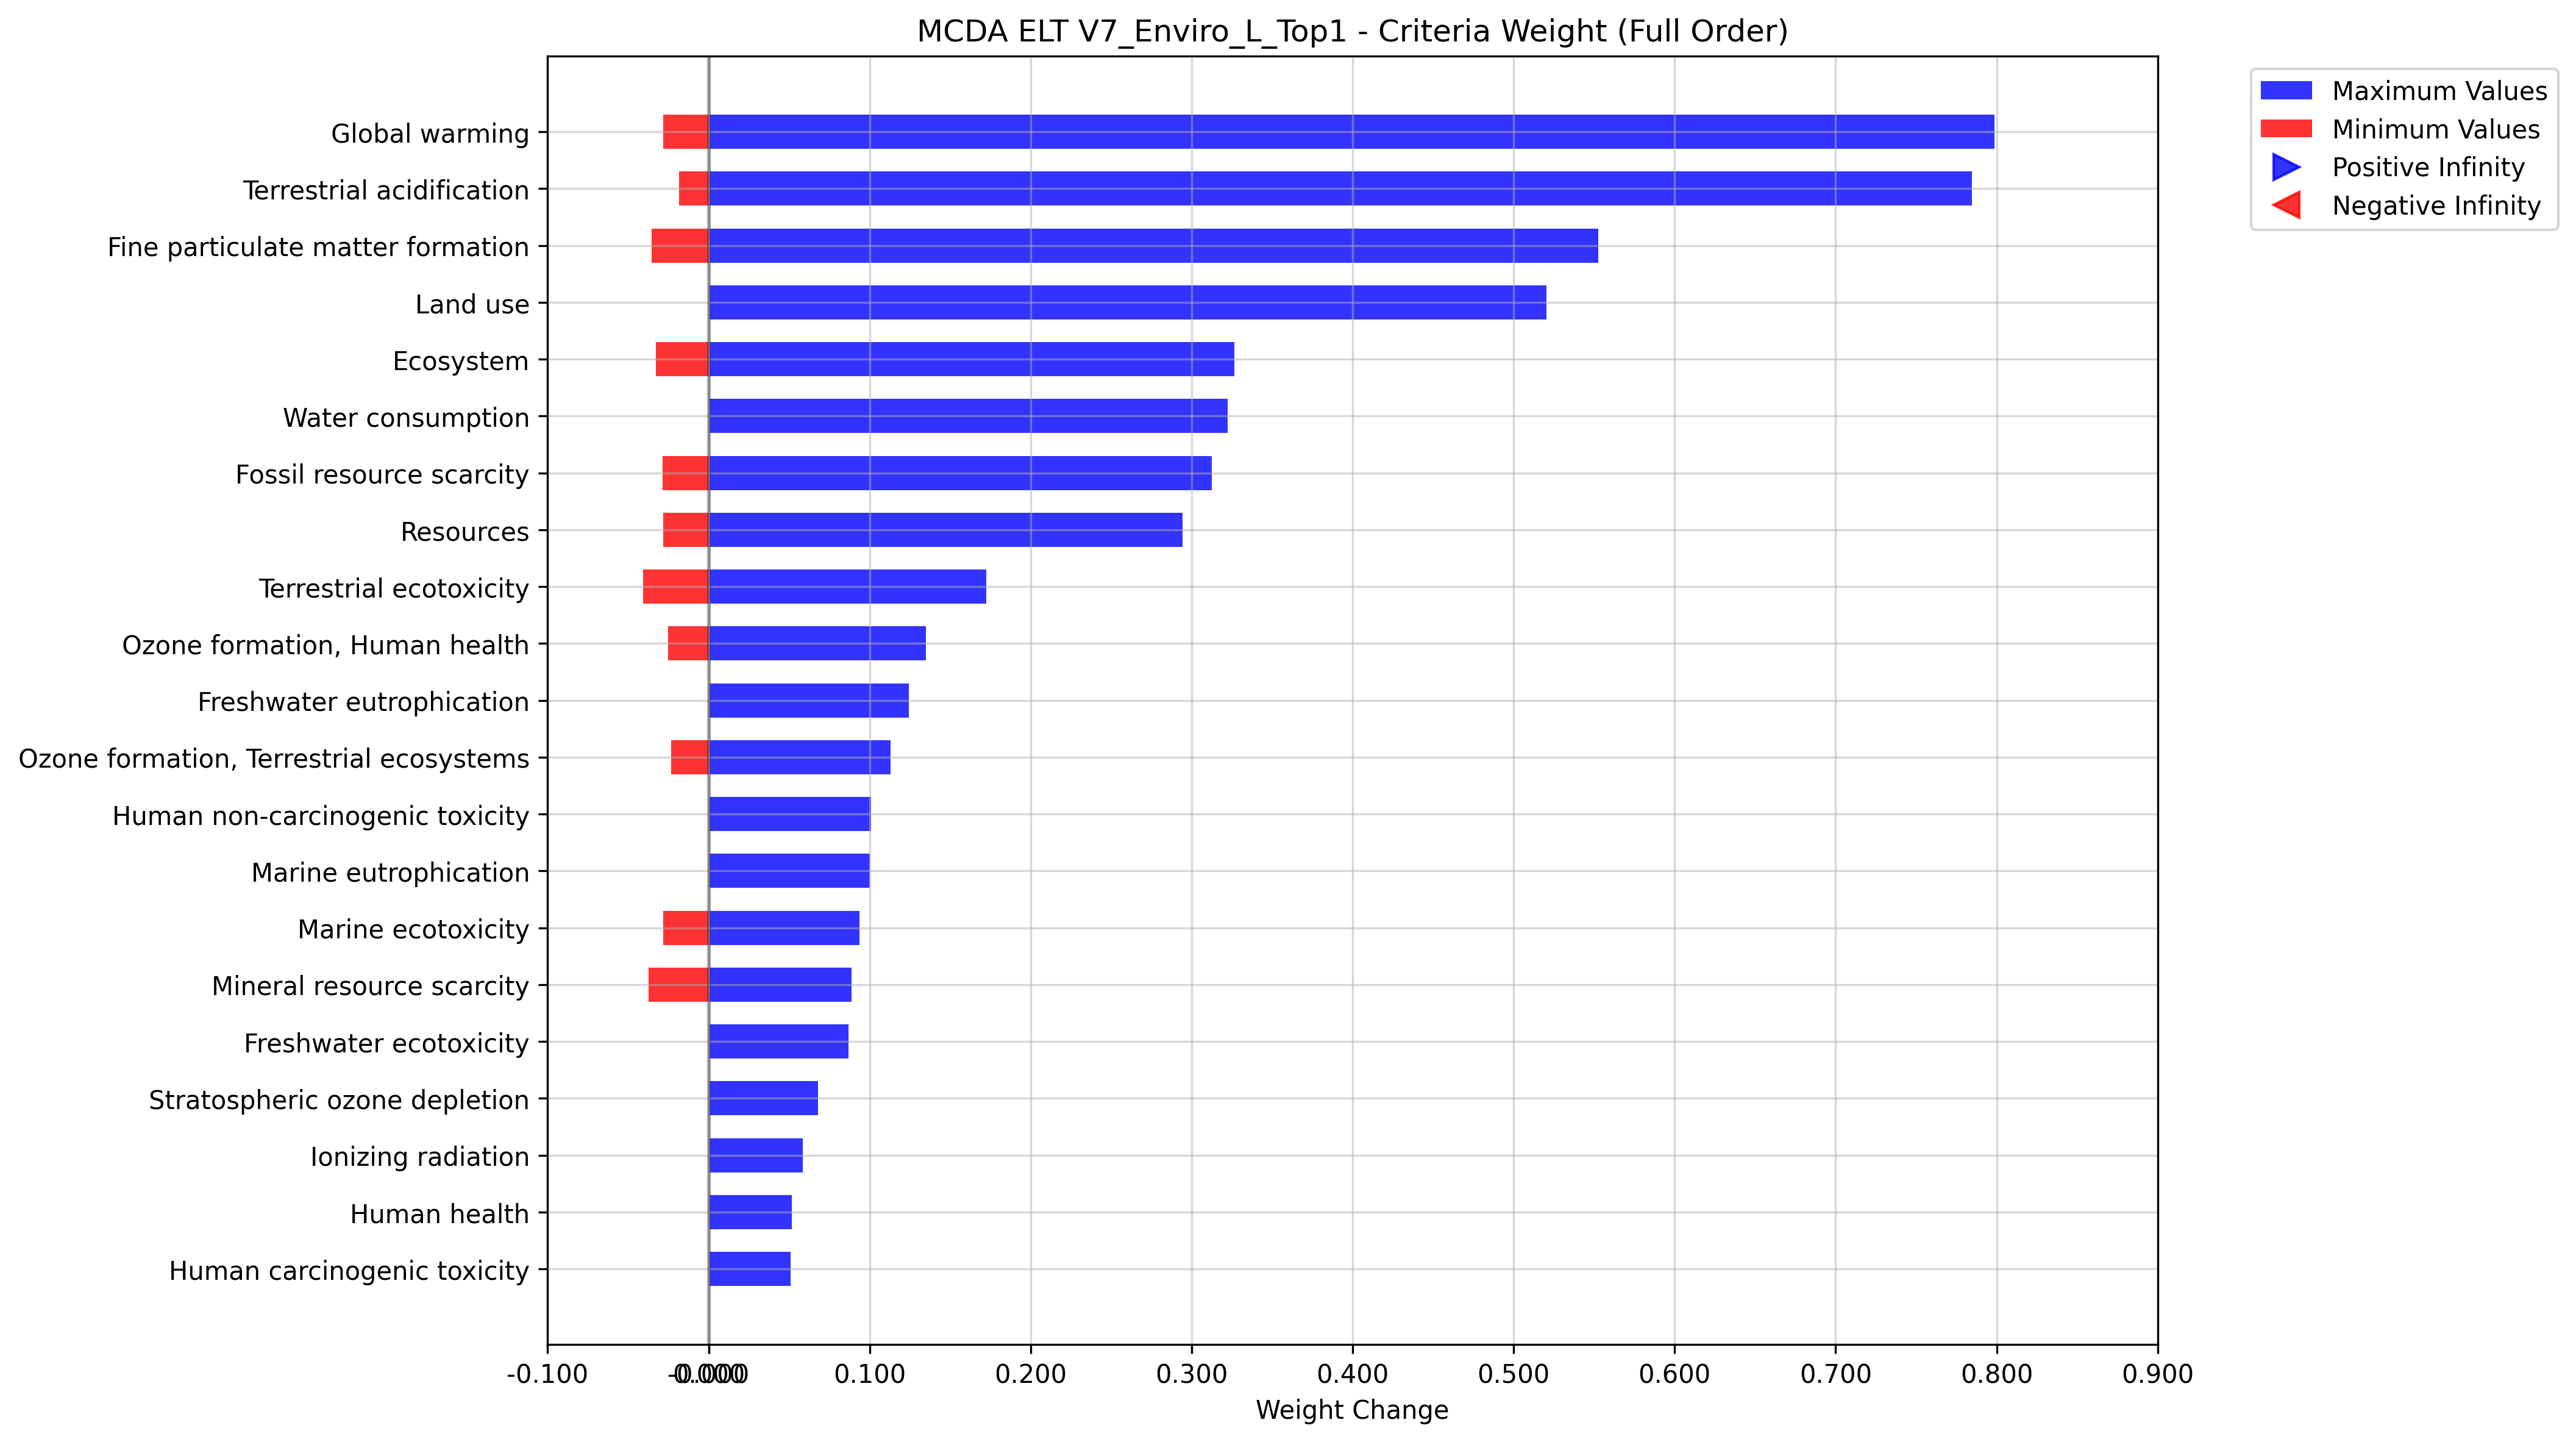 MCDA ELT V7_Enviro_L_Top1 - Criteria Weight (Full Order)
Maximum Values
Minimum Values
Positive Infinity
Negative Infinity
Global warming
Terrestrial acidification
Fine particulate matter formation
Land use
Ecosystem
Water consumption
Fossil resource scarcity
Resources
Terrestrial ecotoxicity
Ozone formation, Human health
Freshwater eutrophication
Ozone formation, Terrestrial ecosystems
Human non-carcinogenic toxicity
Marine eutrophication
Marine ecotoxicity
Mineral resource scarcity
Freshwater ecotoxicity
Stratospheric ozone depletion
Ionizing radiation
Human health
Human carcinogenic toxicity
-0.100 -0.000 0.000 0.100 0.200 0.300 0.400 0.500 0.600 0.700 0.800 0.900
Weight Change